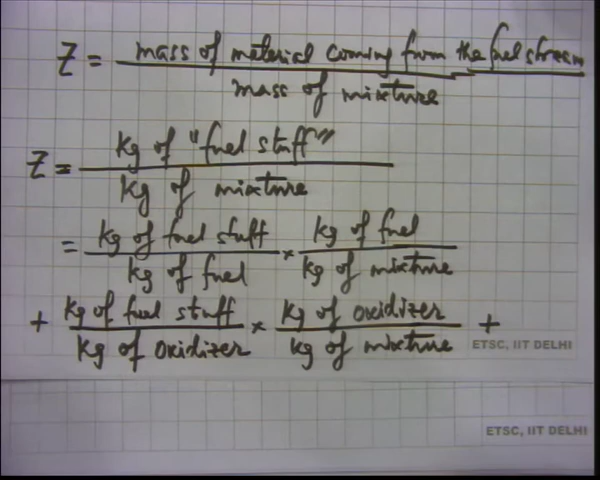 Z = mass of material coming from the fuel stream
mass of mixture
Z = kg of "fuel stuff"
kg of mixture
= kg of fuel stuff × kg of fuel
kg of fuel kg of mixture
+ kg of fuel stuff × kg of oxidizer +
kg of oxidizer kg of mixture
ETSC, IIT DELHI
ETSC, IIT DELHI